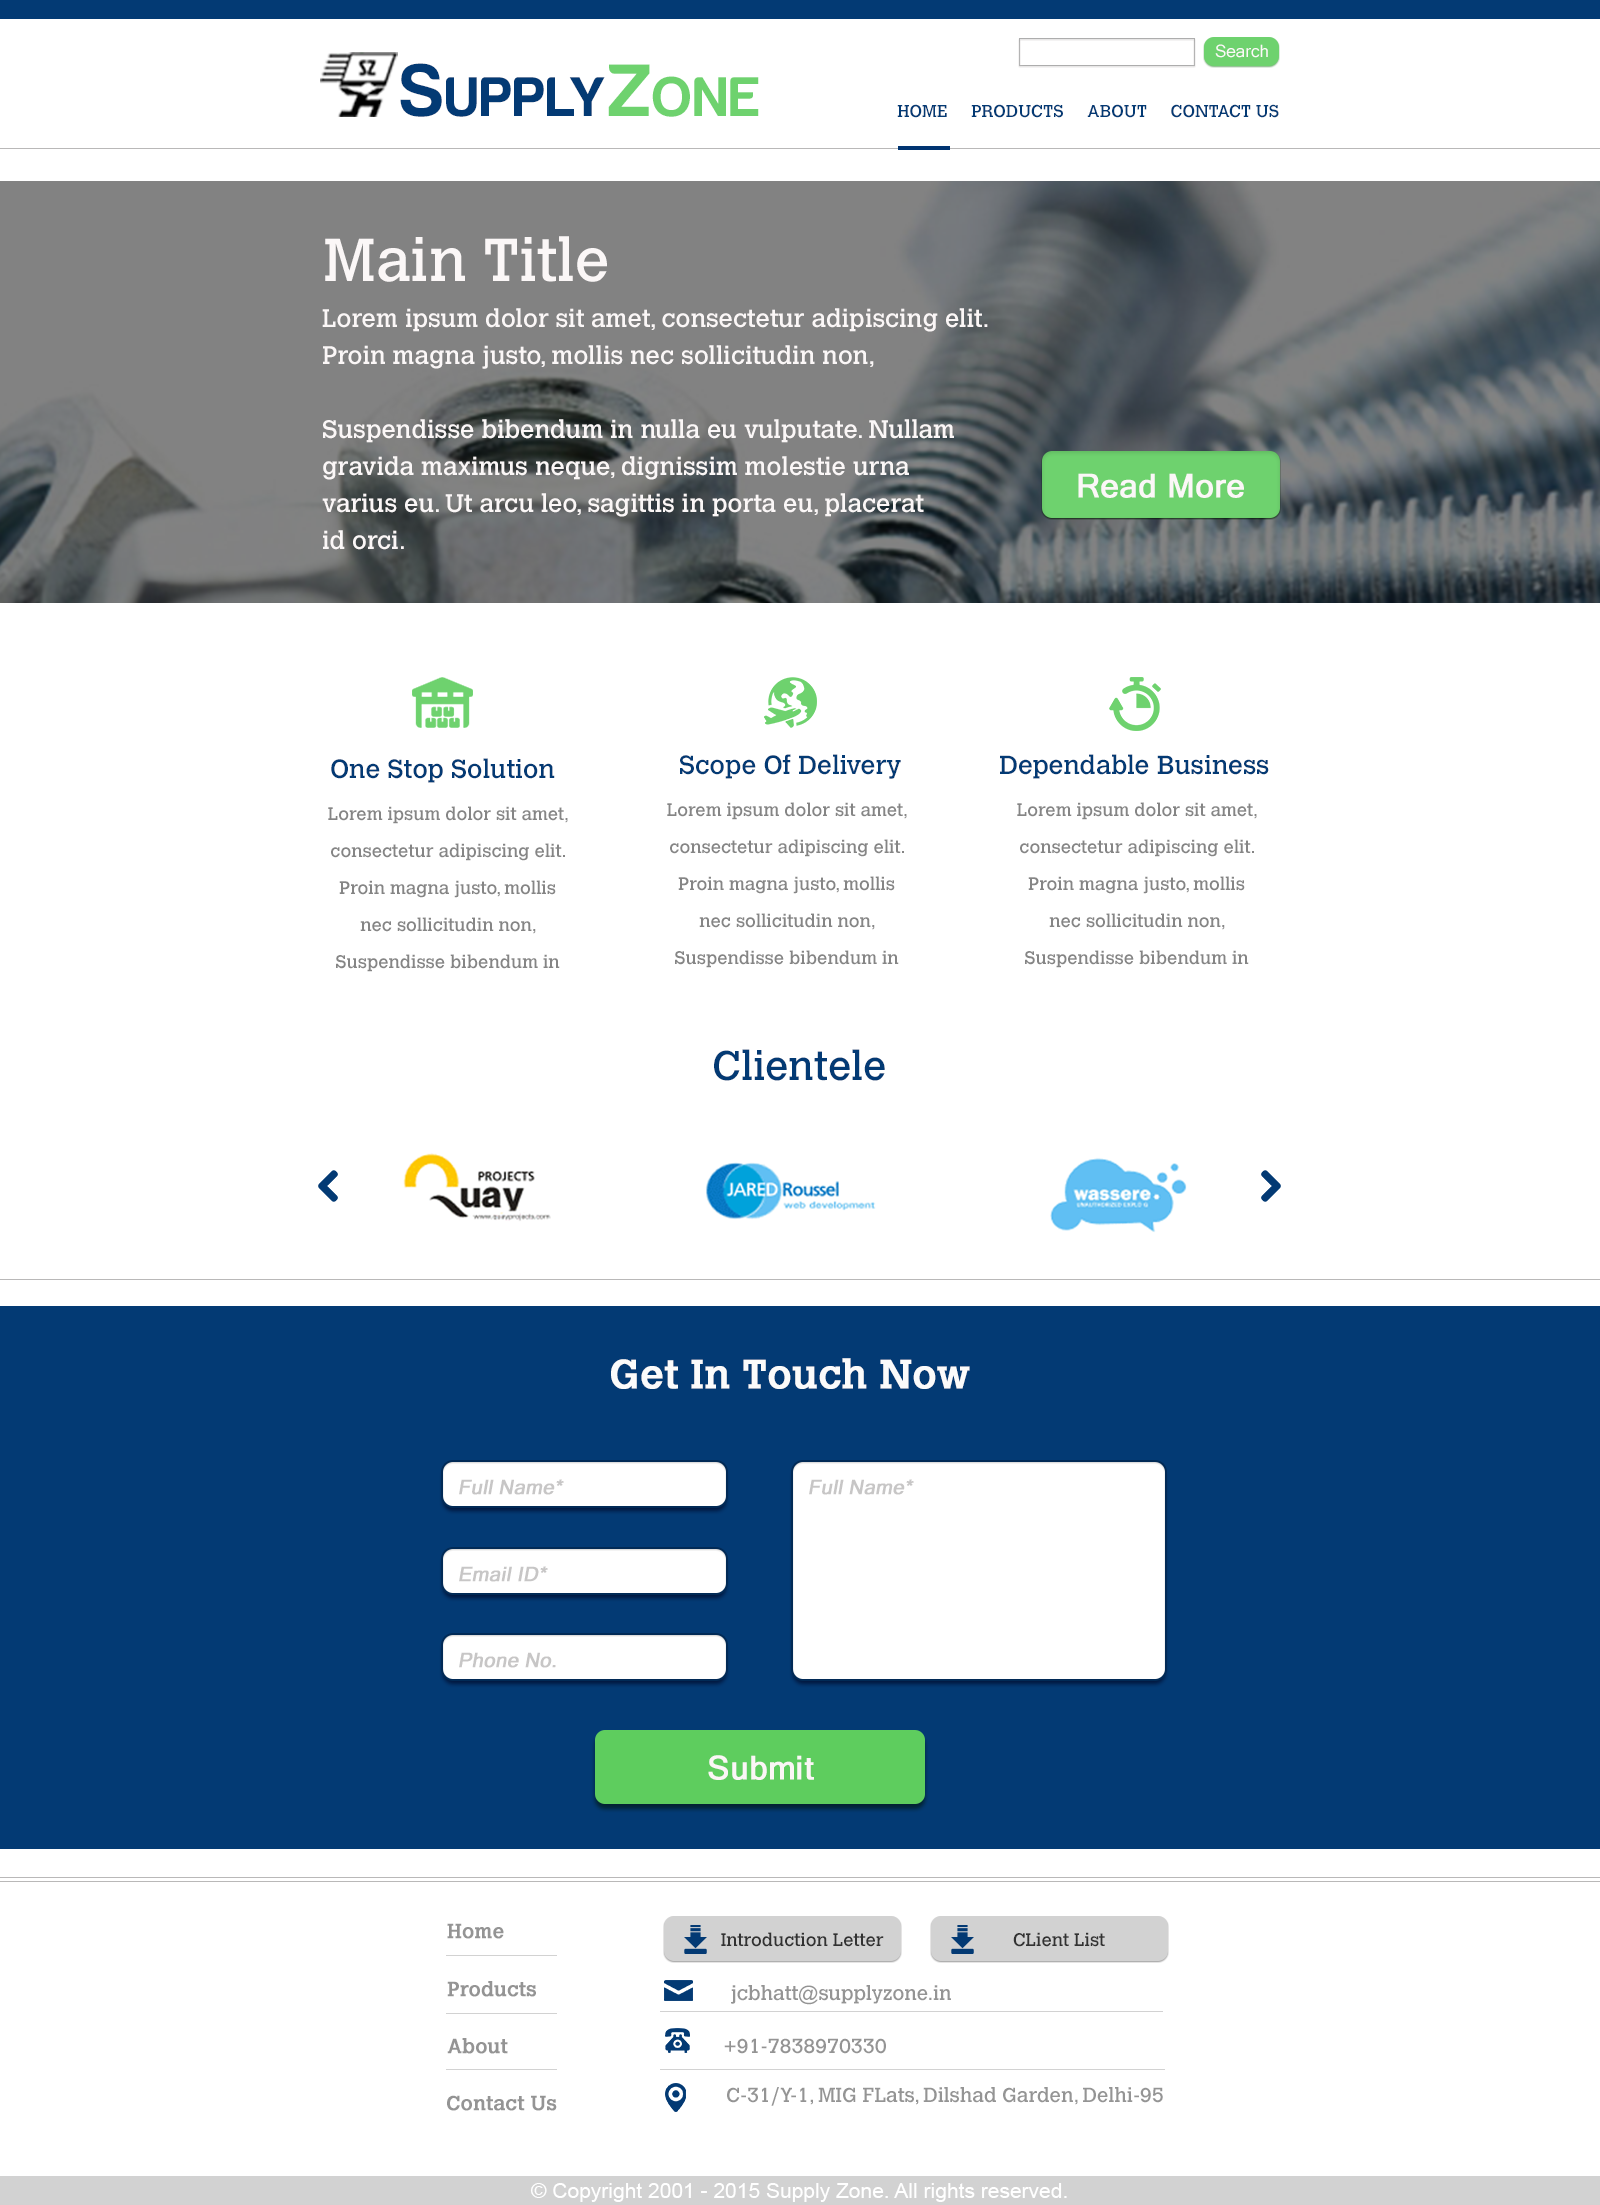 SZ SUPPLYZONE
Search
HOME PRODUCTS ABOUT CONTACT US
Main Title
Lorem ipsum dolor sit amet, consectetur adipiscing elit.
Proin magna justo, mollis nec sollicitudin non,
Suspendisse bibendum in nulla eu vulputate. Nullam
gravida maximus neque, dignissim molestie urna
varius eu. Ut arcu leo, sagittis in porta eu, placerat
id orci.
Read More
One Stop Solution
Lorem ipsum dolor sit amet,
consectetur adipiscing elit.
Proin magna justo, mollis
nec sollicitudin non,
Suspendisse bibendum in
Scope Of Delivery
Lorem ipsum dolor sit amet,
consectetur adipiscing elit.
Proin magna justo, mollis
nec sollicitudin non,
Suspendisse bibendum in
Dependable Business
Lorem ipsum dolor sit amet,
consectetur adipiscing elit.
Proin magna justo, mollis
nec sollicitudin non,
Suspendisse bibendum in
Clientele
PROJECTS
Quay
www.quayprojects.com
JARED Roussel
web development
wassere.
Get In Touch Now
Full Name*
Email ID*
Phone No.
Full Name*
Submit
Home
Products
About
Contact Us
Introduction Letter
CLient List
jcbhatt@supplyzone.in
+91-7838970330
C-31/Y-1, MIG FLats, Dilshad Garden, Delhi-95
© Copyright 2001 - 2015 Supply Zone. All rights reserved.